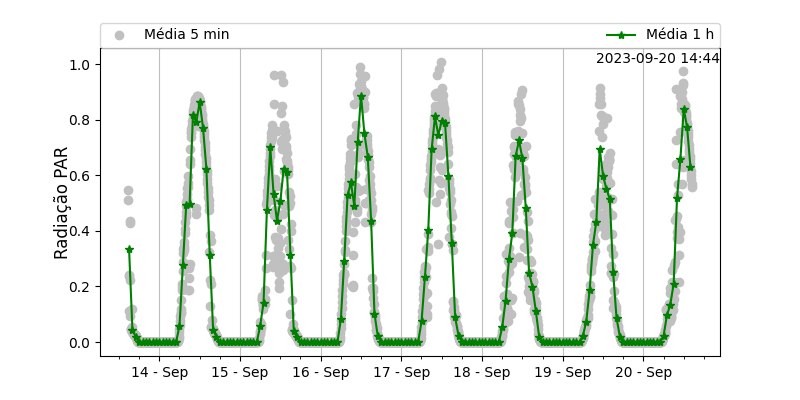 Média 5 min
Média 1 h
2023-09-20 14:44
Radiação PAR
1.0
0.8
0.6
0.4
0.2
0.0
14 - Sep
15 - Sep
16 - Sep
17 - Sep
18 - Sep
19 - Sep
20 - Sep